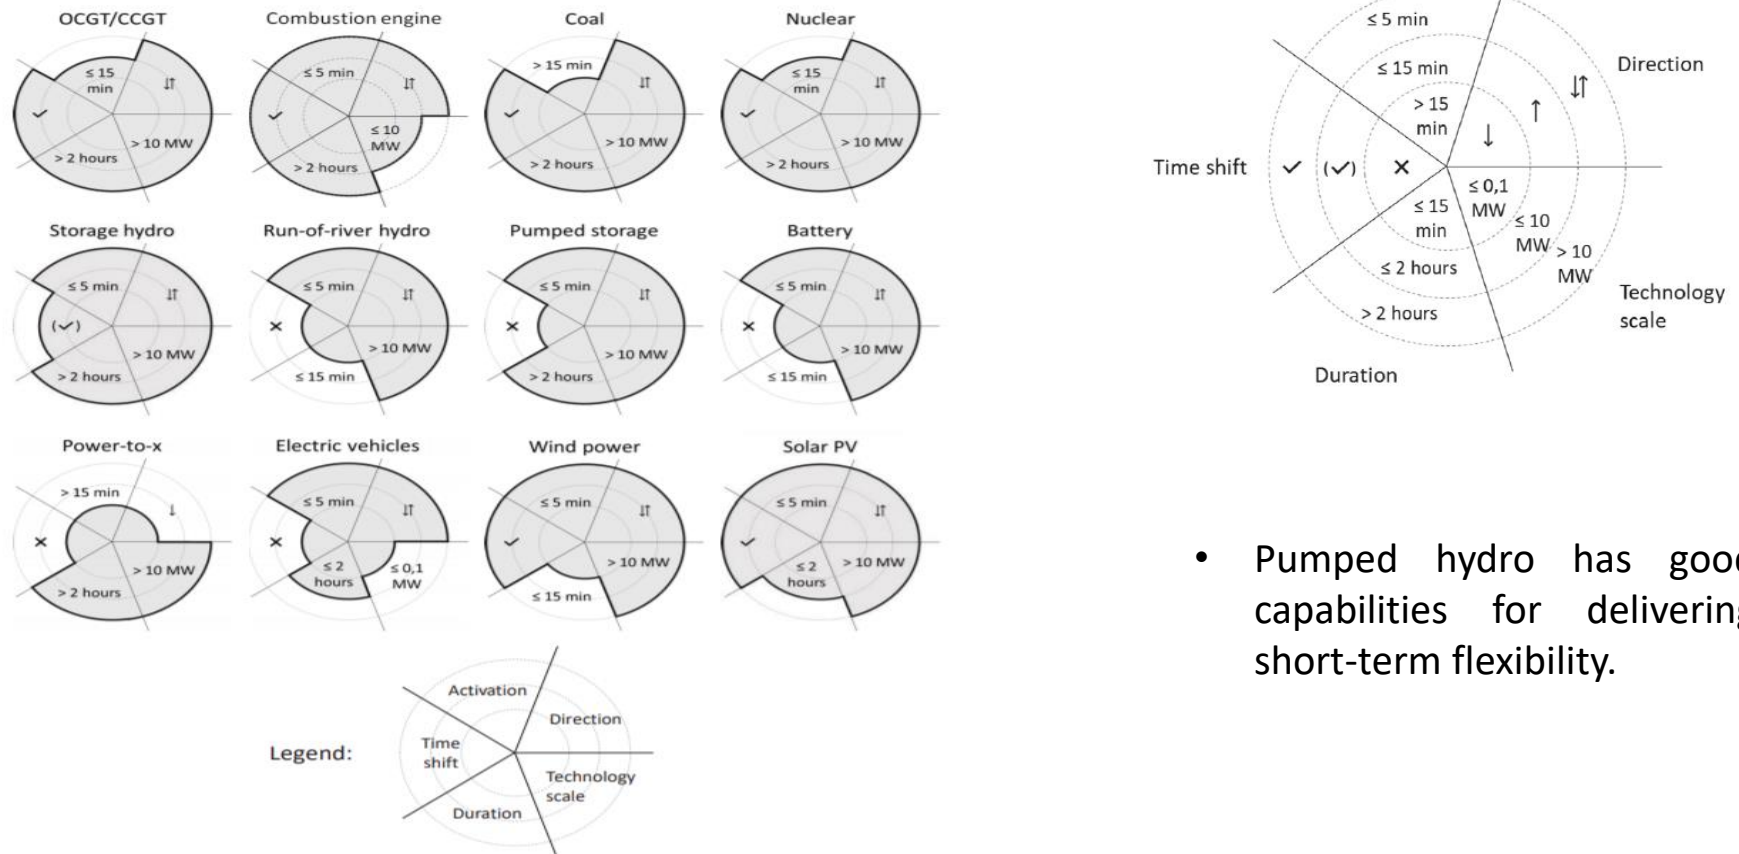 OCGT/CCGT
≤ 15
min
⇅
✓
> 10 MW
> 2 hours
Combustion engine
≤ 5 min
⇅
✓
≤ 10
MW
> 2 hours
Coal
> 15 min
⇅
✓
> 10 MW
> 2 hours
Nuclear
≤ 15
min
⇅
✓
> 10 MW
> 2 hours
Storage hydro
≤ 5 min
⇅
(✓)
> 10 MW
> 2 hours
Run-of-river hydro
≤ 5 min
⇅
×
> 10 MW
≤ 15 min
Pumped storage
≤ 5 min
⇅
×
> 10 MW
> 2 hours
Battery
≤ 5 min
⇅
×
> 10 MW
≤ 15 min
Power-to-x
> 15 min
↓
×
> 10 MW
> 2 hours
Electric vehicles
≤ 5 min
⇅
×
≤ 2
hours
≤ 0,1
MW
Wind power
≤ 5 min
⇅
✓
> 10 MW
≤ 15 min
Solar PV
≤ 5 min
⇅
✓
≤ 2
hours
> 10 MW
Legend:
Activation
Direction
Time
shift
Technology
scale
Duration
≤ 5 min
≤ 15 min
> 15
min
Direction
↓ ↑ ⇅
Time shift
✓ (✓) ×
≤ 0,1
MW
≤ 10
MW
> 10
MW
Technology
scale
≤ 15
min
≤ 2 hours
> 2 hours
Duration
• Pumped hydro has good
capabilities for delivering
short-term flexibility.